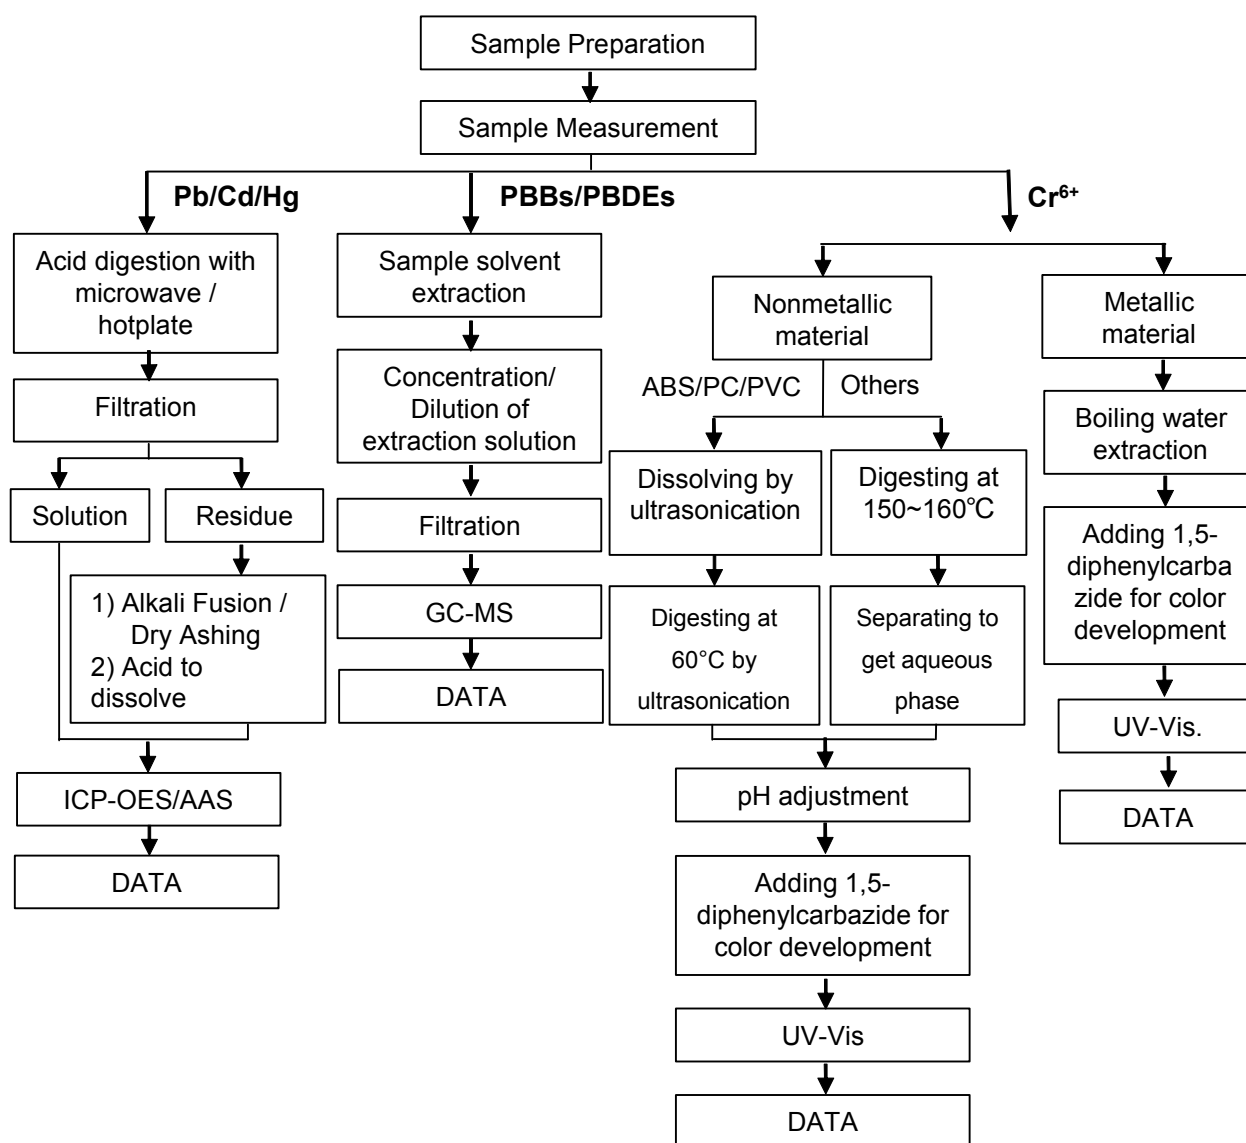 Sample Preparation
Sample Measurement
Pb/Cd/Hg
PBBs/PBDEs
Cr⁶⁺
Acid digestion with
microwave /
hotplate
Filtration
Solution
Residue
1) Alkali Fusion /
Dry Ashing
2) Acid to
dissolve
ICP-OES/AAS
DATA
Sample solvent
extraction
Concentration/
Dilution of
extraction solution
Filtration
GC-MS
DATA
Nonmetallic
material
ABS/PC/PVC
Others
Dissolving by
ultrasonication
Digesting at
60°C by
ultrasonication
Digesting at
150~160℃
Separating to
get aqueous
phase
pH adjustment
Adding 1,5-
diphenylcarbazide for
color development
UV-Vis
DATA
Metallic
material
Boiling water
extraction
Adding 1,5-
diphenylcarba
zide for color
development
UV-Vis.
DATA